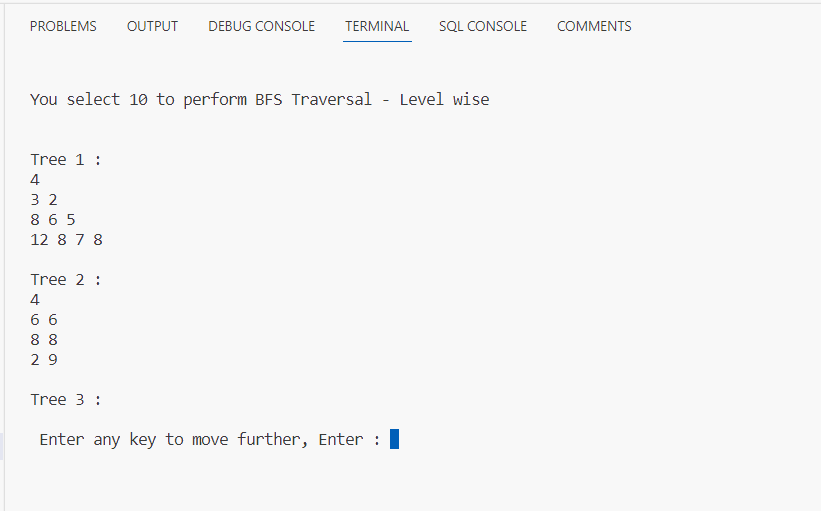 PROBLEMS OUTPUT DEBUG CONSOLE TERMINAL SQL CONSOLE COMMENTS
You select 10 to perform BFS Traversal - Level wise
Tree 1 :
4
3 2
8 6 5
12 8 7 8
Tree 2 :
4
6 6
8 8
2 9
Tree 3 :
Enter any key to move further, Enter :